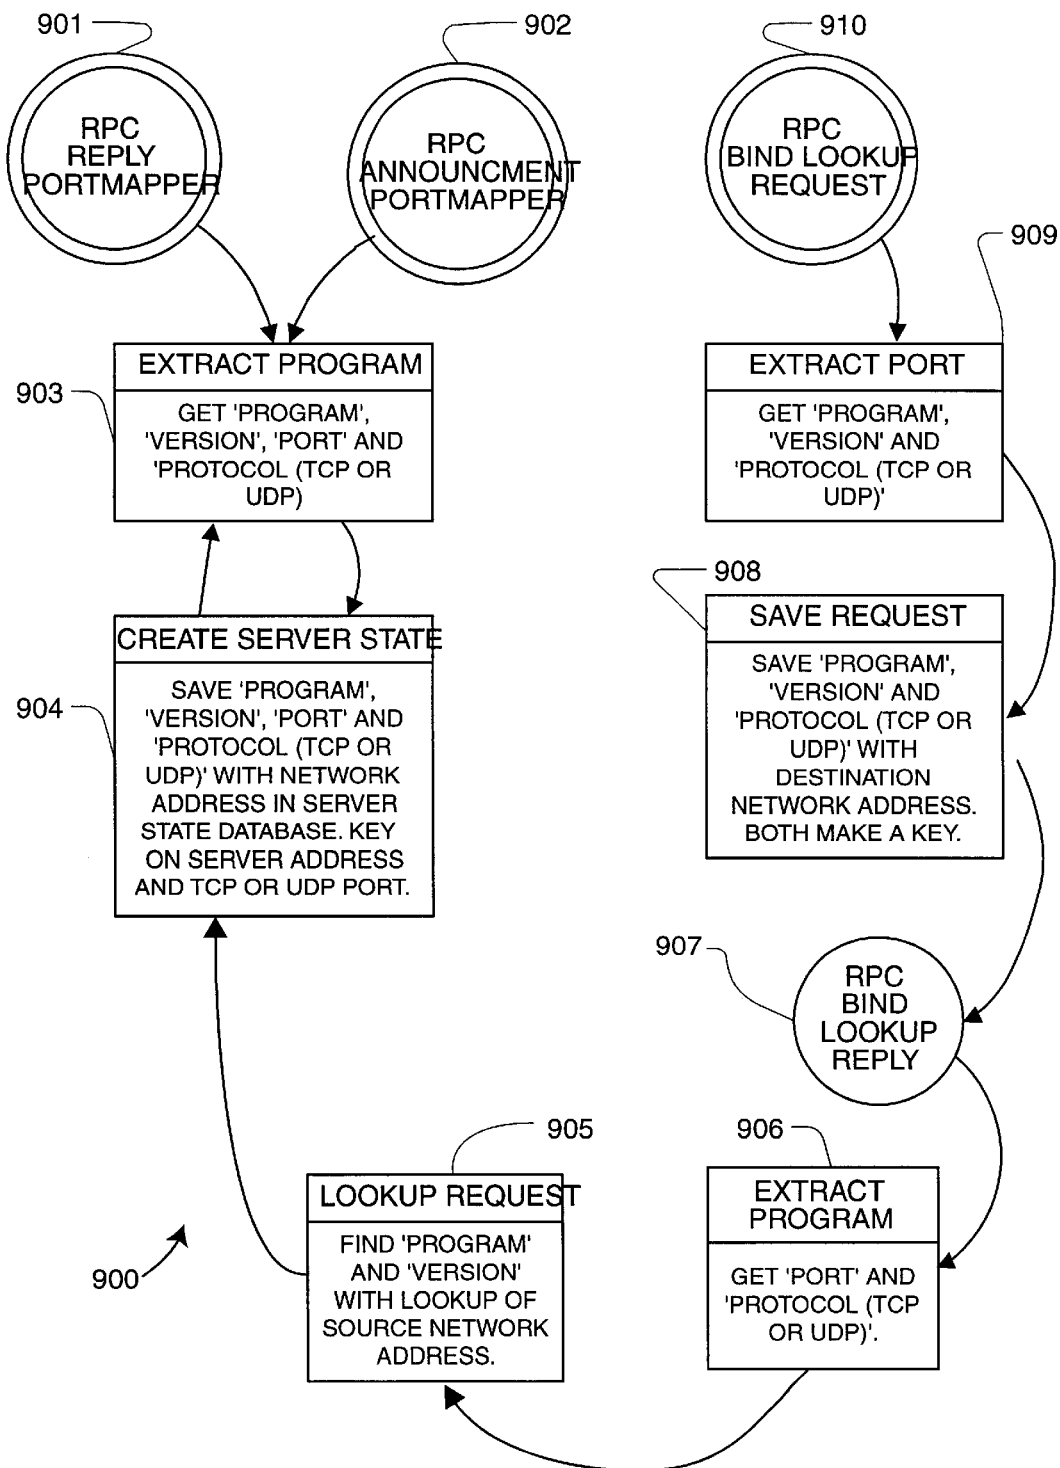 901
902
910
RPC
REPLY
PORTMAPPER
RPC
ANNOUNCMENT
PORTMAPPER
RPC
BIND LOOKUP
REQUEST
909
EXTRACT PROGRAM
903
GET 'PROGRAM',
'VERSION', 'PORT' AND
'PROTOCOL (TCP OR
UDP)
EXTRACT PORT
GET 'PROGRAM',
'VERSION' AND
'PROTOCOL (TCP OR
UDP)'
908
CREATE SERVER STATE
904
SAVE 'PROGRAM',
'VERSION', 'PORT' AND
'PROTOCOL (TCP OR
UDP)' WITH NETWORK
ADDRESS IN SERVER
STATE DATABASE. KEY
ON SERVER ADDRESS
AND TCP OR UDP PORT.
SAVE REQUEST
SAVE 'PROGRAM',
'VERSION' AND
'PROTOCOL (TCP OR
UDP)' WITH
DESTINATION
NETWORK ADDRESS.
BOTH MAKE A KEY.
907
RPC
BIND
LOOKUP
REPLY
905
906
LOOKUP REQUEST
FIND 'PROGRAM'
AND 'VERSION'
WITH LOOKUP OF
SOURCE NETWORK
ADDRESS.
EXTRACT
PROGRAM
GET 'PORT' AND
'PROTOCOL (TCP
OR UDP)'.
900